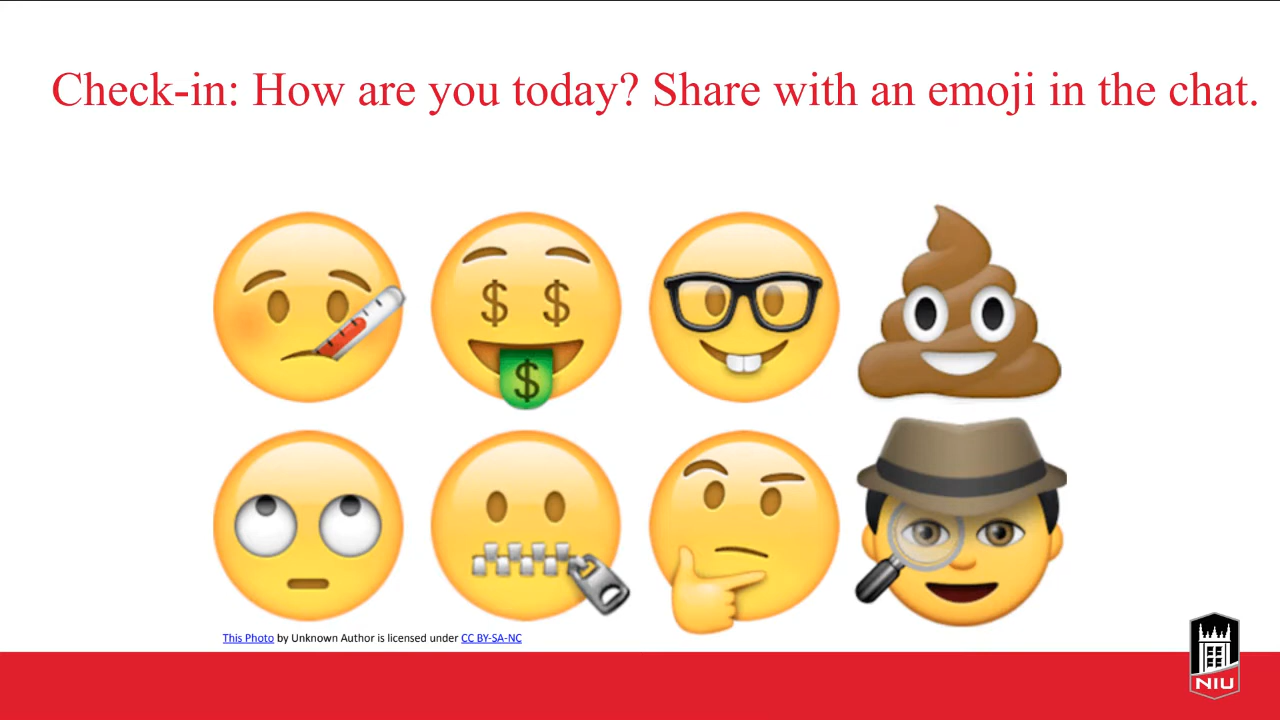 Check-in: How are you today? Share with an emoji in the chat.
$ $
$
This Photo by Unknown Author is licensed under CC BY-SA-NC
NIU